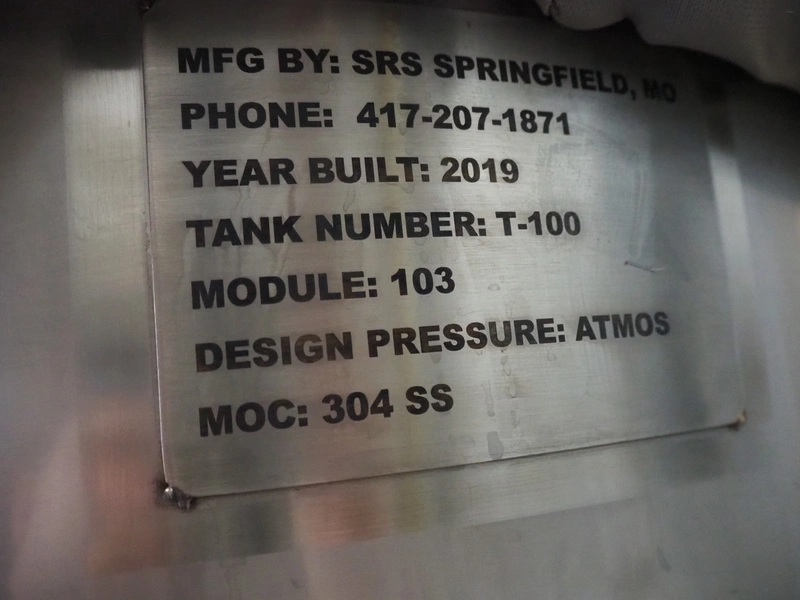 MFG BY: SRS SPRINGFIELD, MO
PHONE: 417-207-1871
YEAR BUILT: 2019
TANK NUMBER: T-100
MODULE: 103
DESIGN PRESSURE: ATMOS
MOC: 304 SS